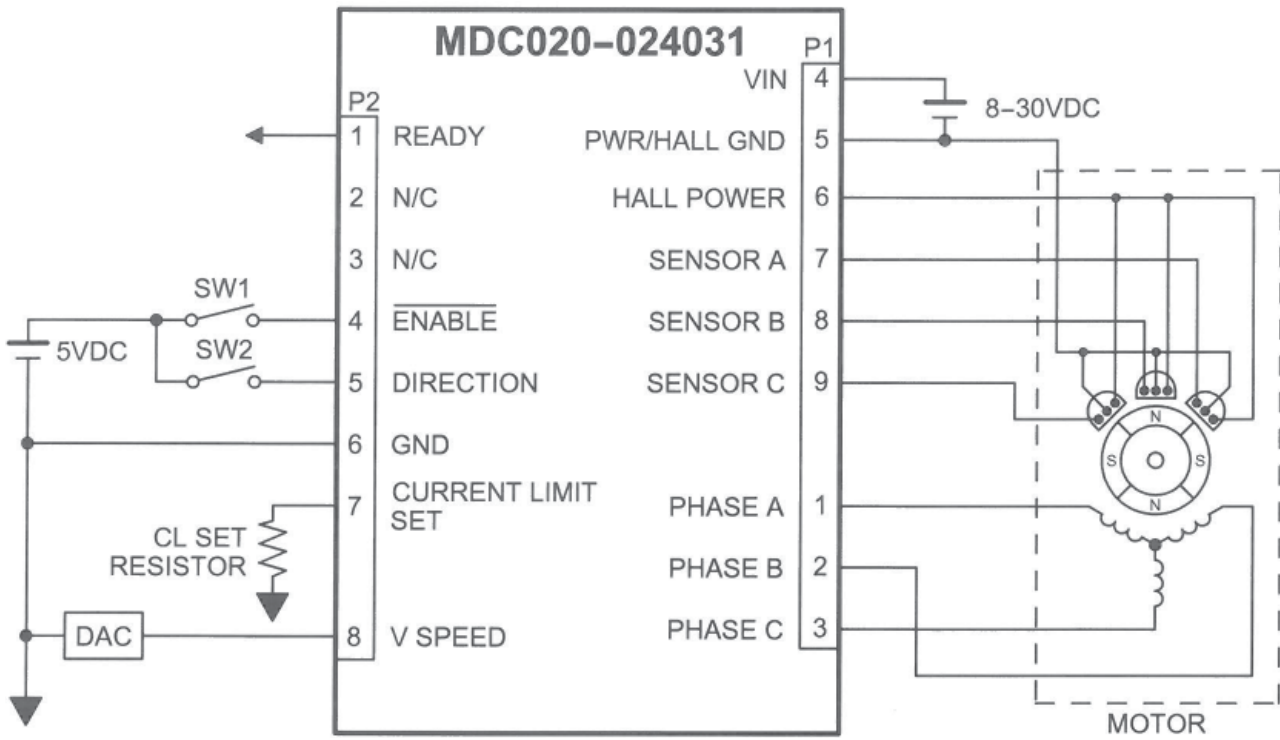 MDC020-024031
P1
VIN 4
8-30VDC
P2
1 READY
PWR/HALL GND 5
2 N/C
HALL POWER 6
3 N/C
SENSOR A 7
SW1
4 ENABLE
SENSOR B 8
5VDC
SW2
5 DIRECTION
SENSOR C 9
N
S S
N
6 GND
7 CURRENT LIMIT
SET
PHASE A 1
CL SET
RESISTOR
PHASE B 2
DAC
8 V SPEED
PHASE C 3
MOTOR